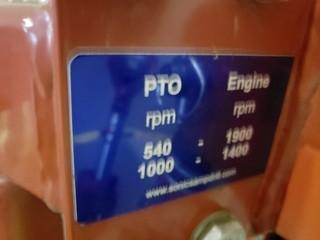 PTO Engine
rpm rpm
540 - 1900
1000 - 1400
www.sonicsampdrill.com